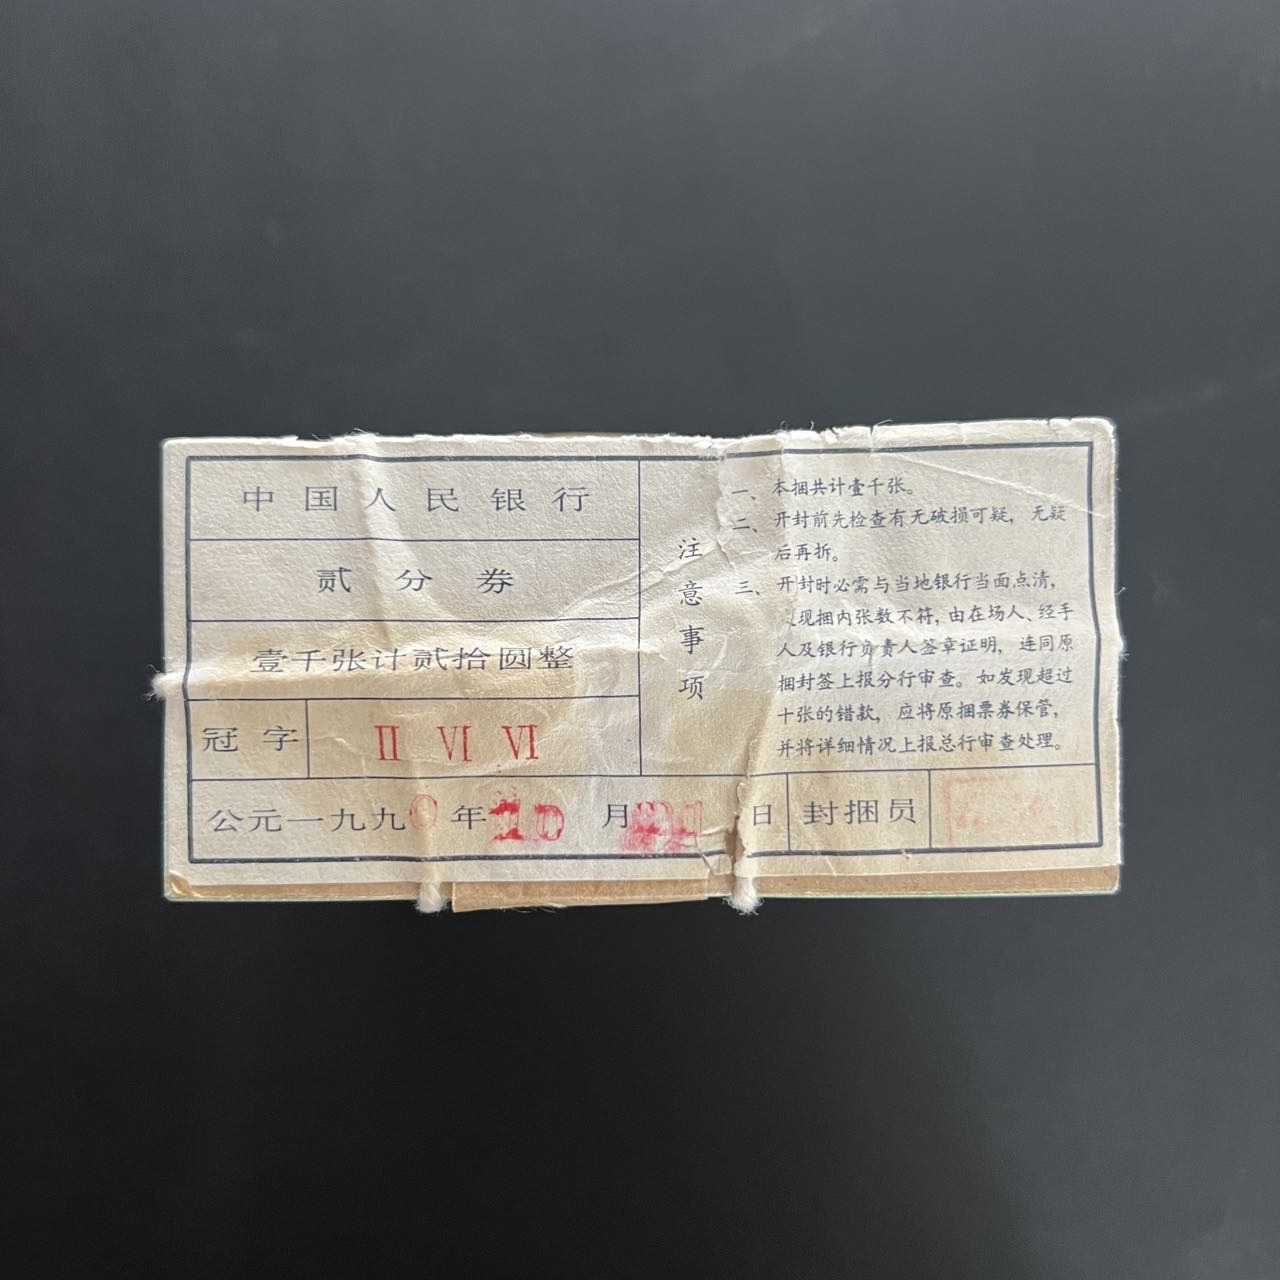 中国人民银行
贰分券
壹千张计贰拾圆整
冠字 II VI VI
公元一九九0年10月21日 封捆员
注意事项
一、本捆共计壹千张。
二、开封前先检查有无破损可疑，无疑
后再拆。
三、开封时必需与当地银行当面点清，
现捆内张数不符，由在场人、经手
人及银行负责人签章证明，连同原
捆封签上报分行审查。如发现超过
十张的错款，应将原捆票券保管，
并将详细情况上报总行审查处理。